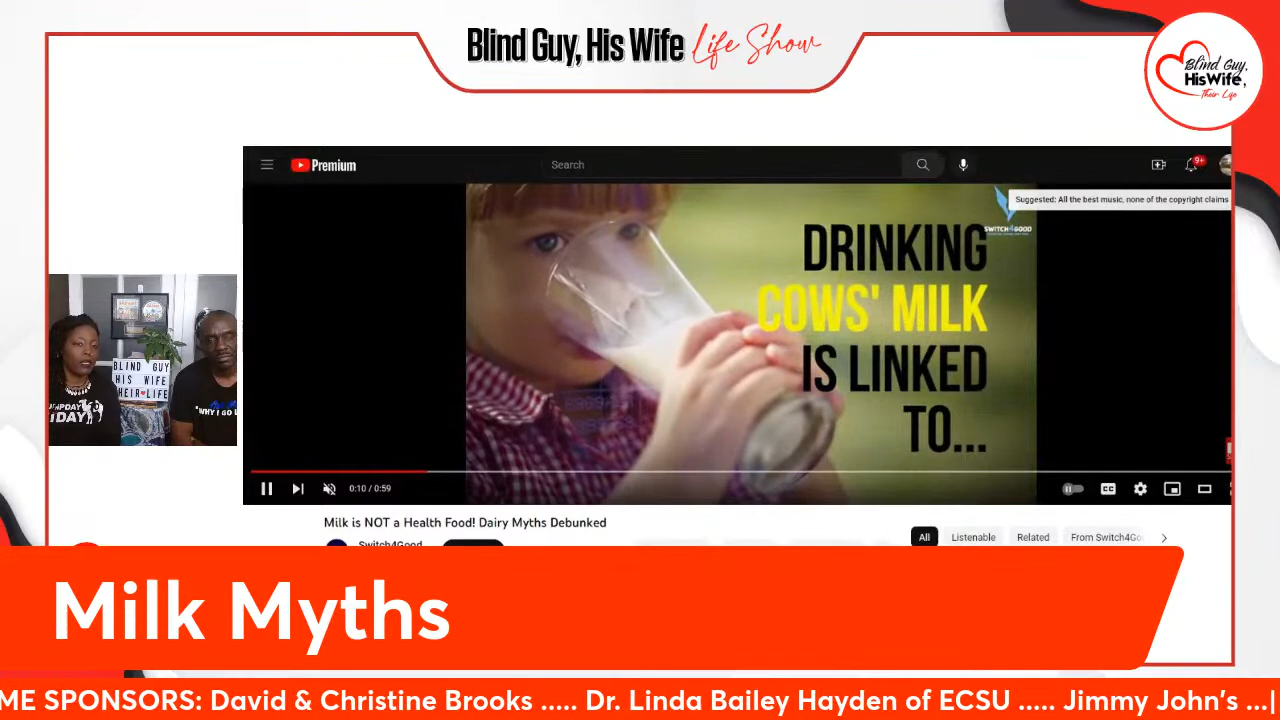 Blind Guy, His Wife Life Show
Blind Guy,
His Wife,
Their Life
Premium
Search
9+
Suggested: All the best music, none of the copyright claims
SWITCH4GOOD
DRINKING
COWS' MILK
IS LINKED
TO...
BLIND GUY
HIS WIFE
HEIR LIFE
DAY
"WHY I GO
0:10 / 0:59
CC
Milk is NOT a Health Food! Dairy Myths Debunked
Switch4Good
All
Listenable
Related
From Switch4Go
Milk Myths
ME SPONSORS: David & Christine Brooks ..... Dr. Linda Bailey Hayden of ECSU ..... Jimmy John's ...|